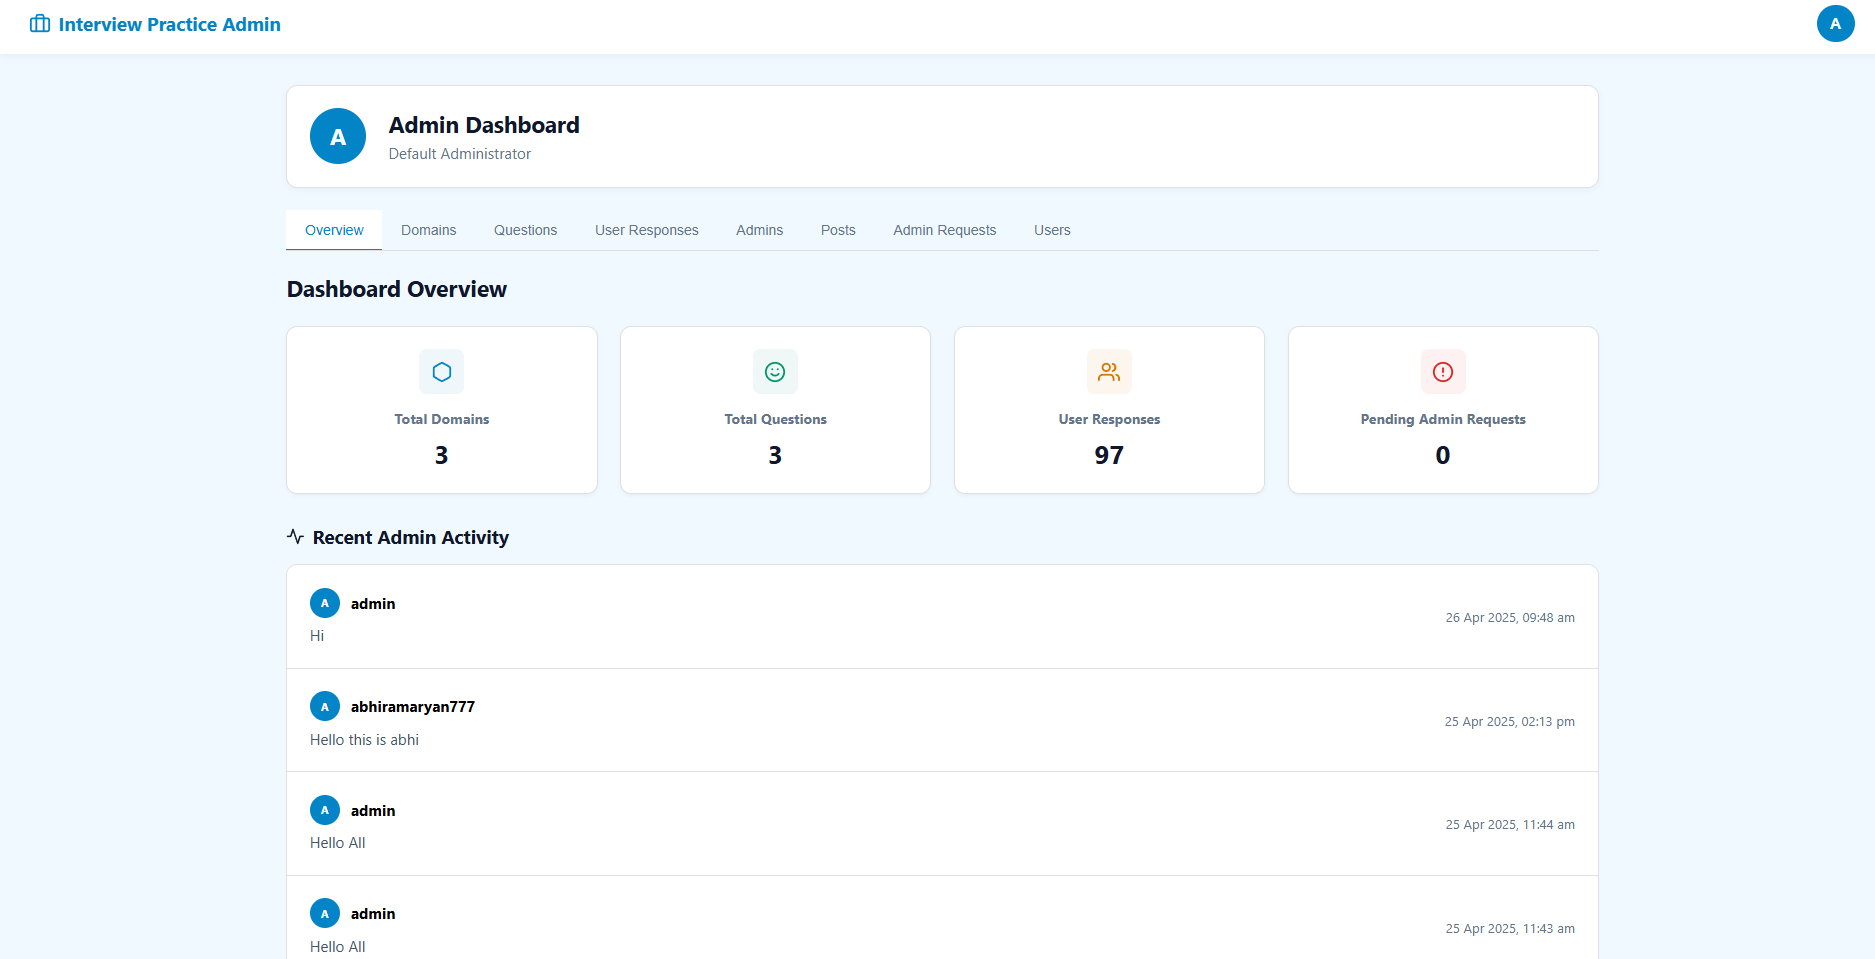 Interview Practice Admin
A
A
Admin Dashboard
Default Administrator
Overview Domains Questions User Responses Admins Posts Admin Requests Users
Dashboard Overview
Total Domains
3
Total Questions
3
User Responses
97
Pending Admin Requests
0
Recent Admin Activity
A admin
Hi
26 Apr 2025, 09:48 am
A abhiramaryan777
Hello this is abhi
25 Apr 2025, 02:13 pm
A admin
Hello All
25 Apr 2025, 11:44 am
A admin
Hello All
25 Apr 2025, 11:43 am